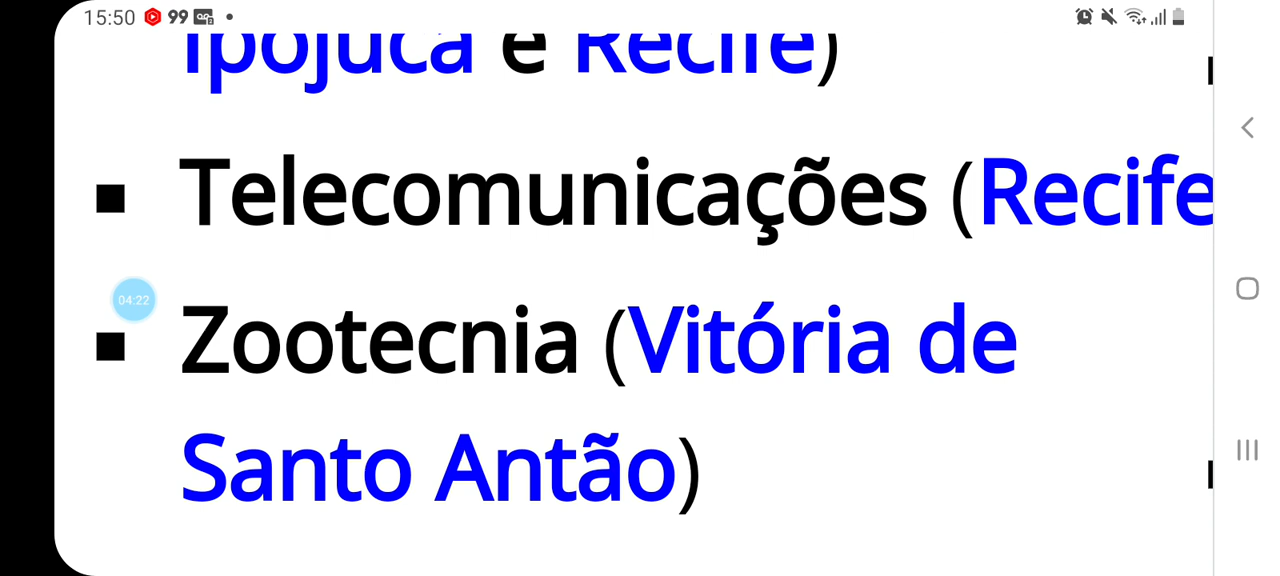 15:50 99
Ipojuca e Recife)
▪ Telecomunicações (Recife
04:22
▪ Zootecnia (Vitória de
Santo Antão)